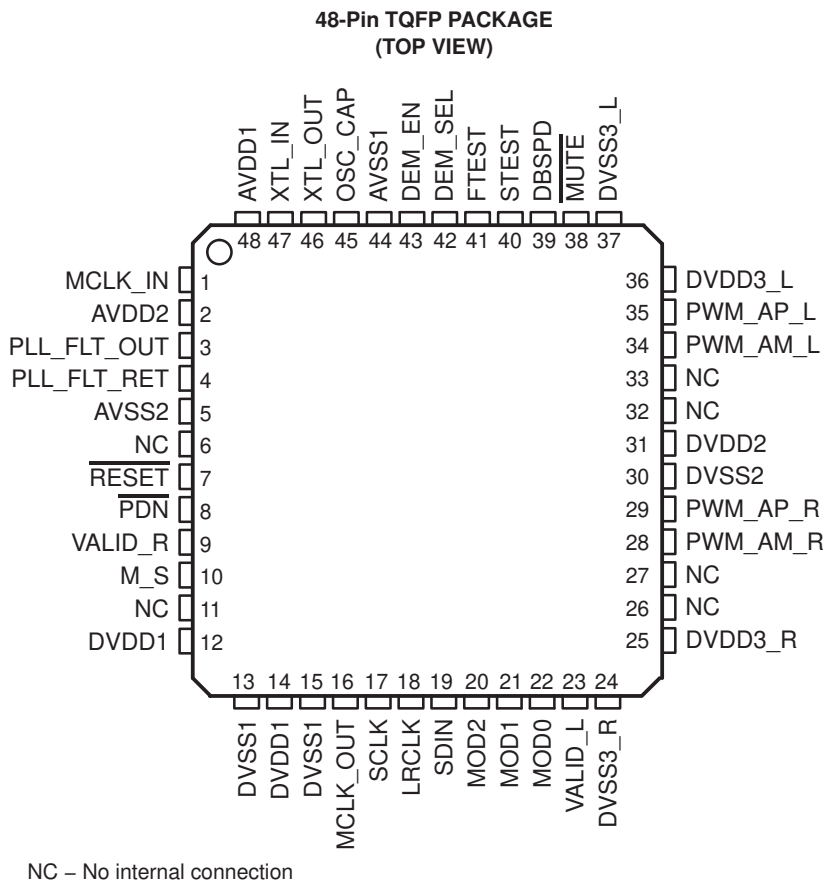 48-Pin TQFP PACKAGE
(TOP VIEW)
AVDD1
XTL_IN
XTL_OUT
OSC_CAP
AVSS1
DEM_EN
DEM_SEL
FTEST
STEST
DBSPD
MUTE
DVSS3_L
48 47 46 45 44 43 42 41 40 39 38 37
MCLK_IN 1
AVDD2 2
PLL_FLT_OUT 3
PLL_FLT_RET 4
AVSS2 5
NC 6
RESET 7
PDN 8
VALID_R 9
M_S 10
NC 11
DVDD1 12
36 DVDD3_L
35 PWM_AP_L
34 PWM_AM_L
33 NC
32 NC
31 DVDD2
30 DVSS2
29 PWM_AP_R
28 PWM_AM_R
27 NC
26 NC
25 DVDD3_R
13 14 15 16 17 18 19 20 21 22 23 24
DVSS1
DVDD1
DVSS1
MCLK_OUT
SCLK
LRCLK
SDIN
MOD2
MOD1
MOD0
VALID_L
DVSS3_R
NC – No internal connection